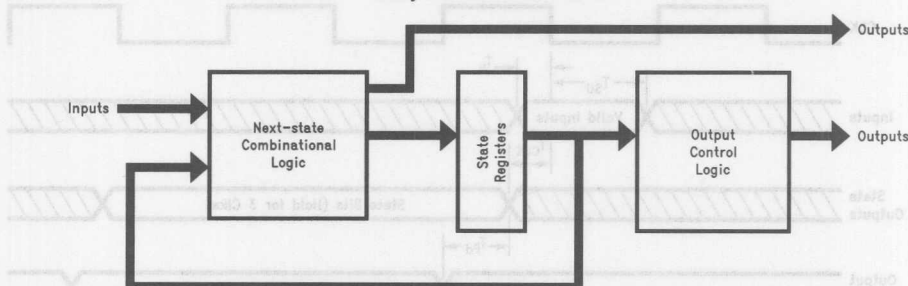 Outputs
Inputs
Next-state
Combinational
Logic
State
Registers
Output
Control
Logic
Outputs